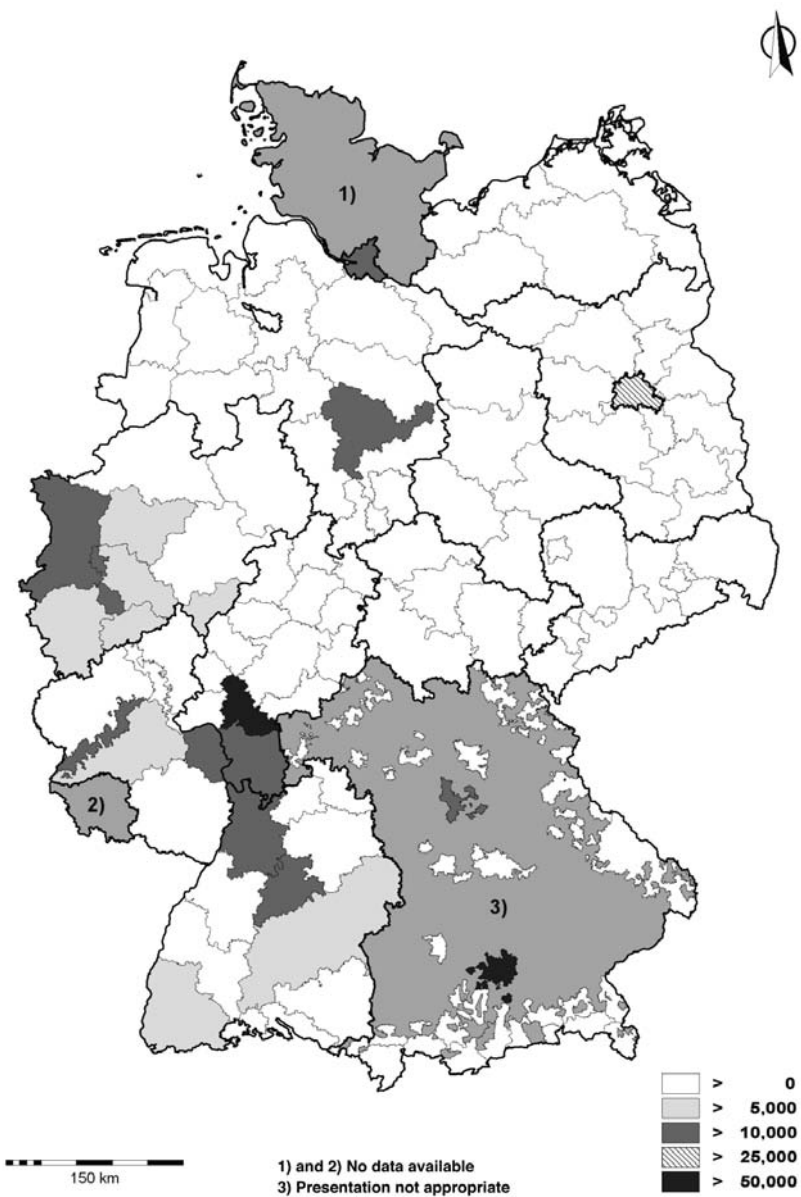 1)
2)
3)
> 0
> 5,000
> 10,000
> 25,000
> 50,000
150 km
1) and 2) No data available
3) Presentation not appropriate